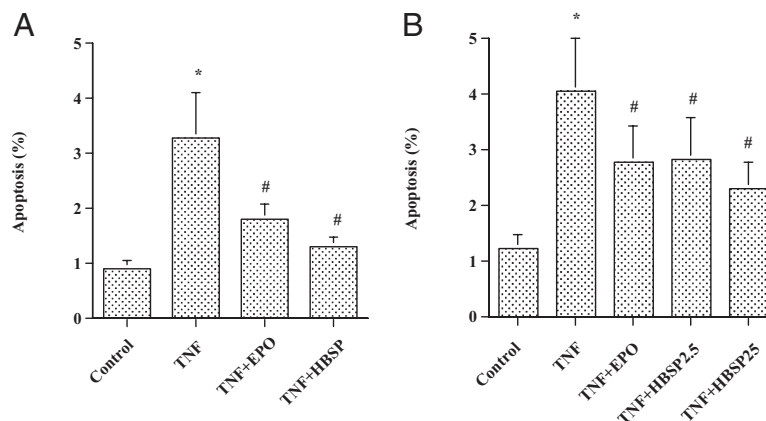 A
Apoptosis (%)
5
4
3
2
1
0
*
#
#
Control
TNF
TNF+EPO
TNF+HBSP
B
Apoptosis (%)
5
4
3
2
1
0
*
#
#
#
Control
TNF
TNF+EPO
TNF+HBSP2.5
TNF+HBSP25